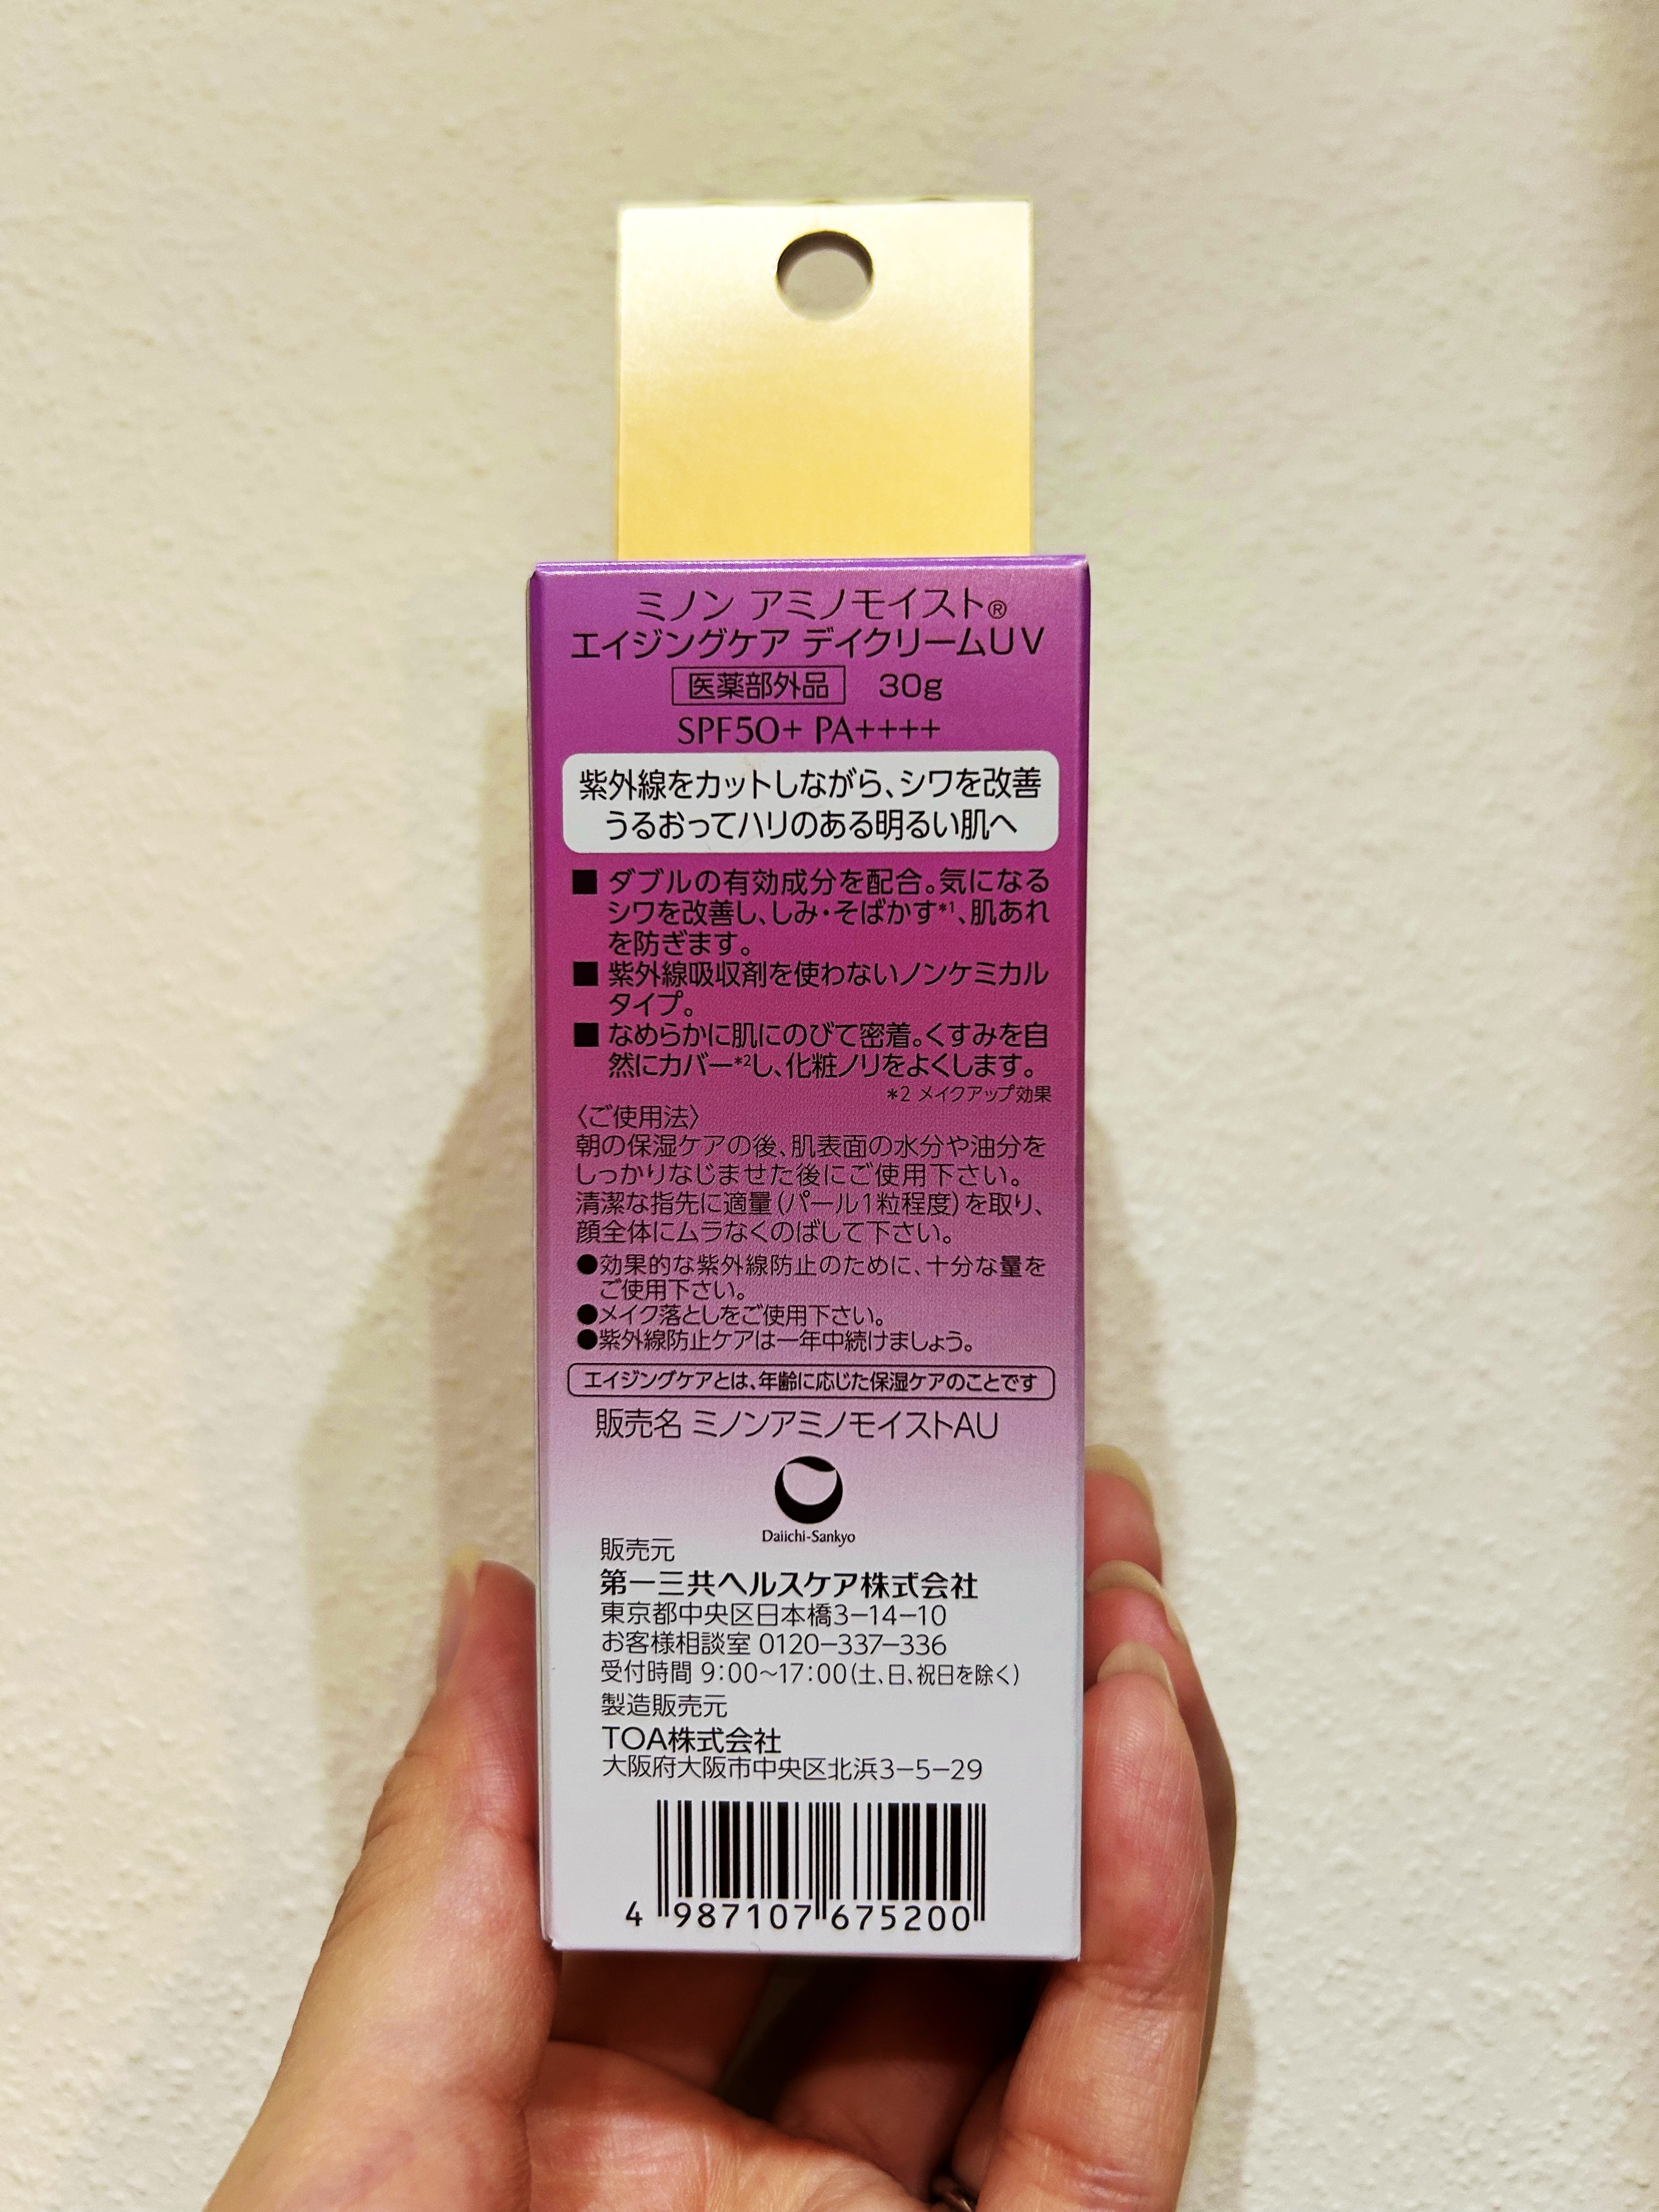 ミノン アミノモイスト®
エイジングケア デイクリームUV
医薬部外品 30g
SPF50+ PA++++
紫外線をカットしながら、シワを改善
うるおってハリのある明るい肌へ
■ ダブルの有効成分を配合。気になる
シワを改善し、しみ・そばかす*1、肌あれ
を防ぎます。
■ 紫外線吸収剤を使わないノンケミカル
タイプ。
■ なめらかに肌にのびて密着。くすみを自
然にカバー*2し、化粧ノリをよくします。
*2 メイクアップ効果
〈ご使用法〉
朝の保湿ケアの後、肌表面の水分や油分を
しっかりなじませた後にご使用下さい。
清潔な指先に適量(パール1粒程度)を取り、
顔全体にムラなくのばして下さい。
●効果的な紫外線防止のために、十分な量を
ご使用下さい。
●メイク落としをご使用下さい。
●紫外線防止ケアは一年中続けましょう。
エイジングケアとは、年齢に応じた保湿ケアのことです
販売名 ミノンアミノモイストAU
Daiichi-Sankyo
販売元
第一三共ヘルスケア株式会社
東京都中央区日本橋3-14-10
お客様相談室 0120-337-336
受付時間 9:00~17:00(土、日、祝日を除く)
製造販売元
TOA株式会社
大阪府大阪市中央区北浜3-5-29
4 987107 675200